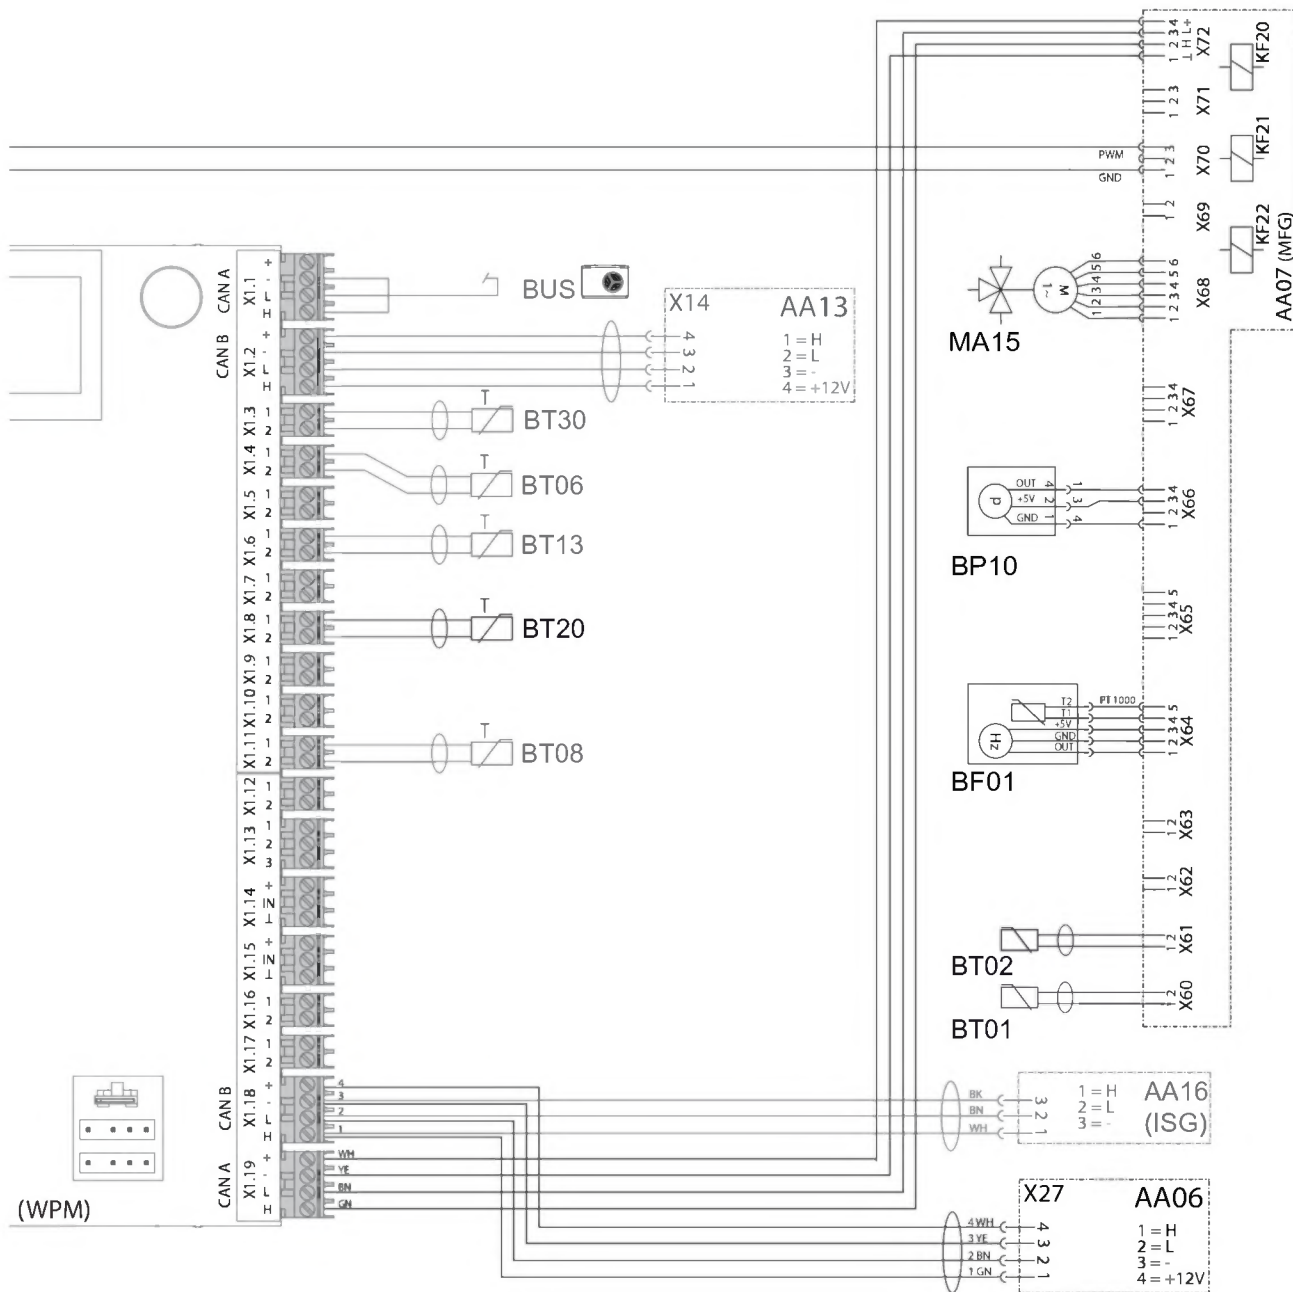 4 L+
3 L
2 H
1 ⊥
X72
KF20
1 2 3
X71
PWM
GND
1 2 3
X70
KF21
1 2
X69
KF22
AA07 (MFG)
M
1~
1 2 3 4 5 6
1 2 3 4 5 6
X68
MA15
1 2 3 4
X67
p
OUT 4 1
+5V 2 3
GND 1 4
1 2 3 4
X66
BP10
1 2 3 4 5
X65
Hz
T2
T1
+5V
GND
OUT
PT 1000
1 2 3 4 5
X64
BF01
1 2
X63
1 2
X62
BT02
1 2
X61
BT01
1 2
X60
CAN A
X1.1
+
-
L
H
BUS
CAN B
X1.2
+
-
L
H
X14
AA13
4
3
2
1
1 = H
2 = L
3 = -
4 = +12V
X1.3
1
2
T
BT30
X1.4
1
2
T
BT06
X1.5
1
2
X1.6
1
2
T
BT13
X1.7
1
2
X1.8
1
2
T
BT20
X1.9
1
2
X1.10
1
2
X1.11
1
2
T
BT08
X1.12
1
2
X1.13
1
2
3
X1.14
+
IN
⊥
X1.15
+
IN
⊥
X1.16
1
2
X1.17
1
2
CAN B
X1.18
+
-
L
H
4
3
2
1
BK
BN
WH
3
2
1
1 = H
2 = L
3 = -
AA16
(ISG)
CAN A
X1.19
+
-
L
H
WH
YE
BN
GN
(WPM)
X27
AA06
4 WH
3 YE
2 BN
1 GN
4
3
2
1
1 = H
2 = L
3 = -
4 = +12V